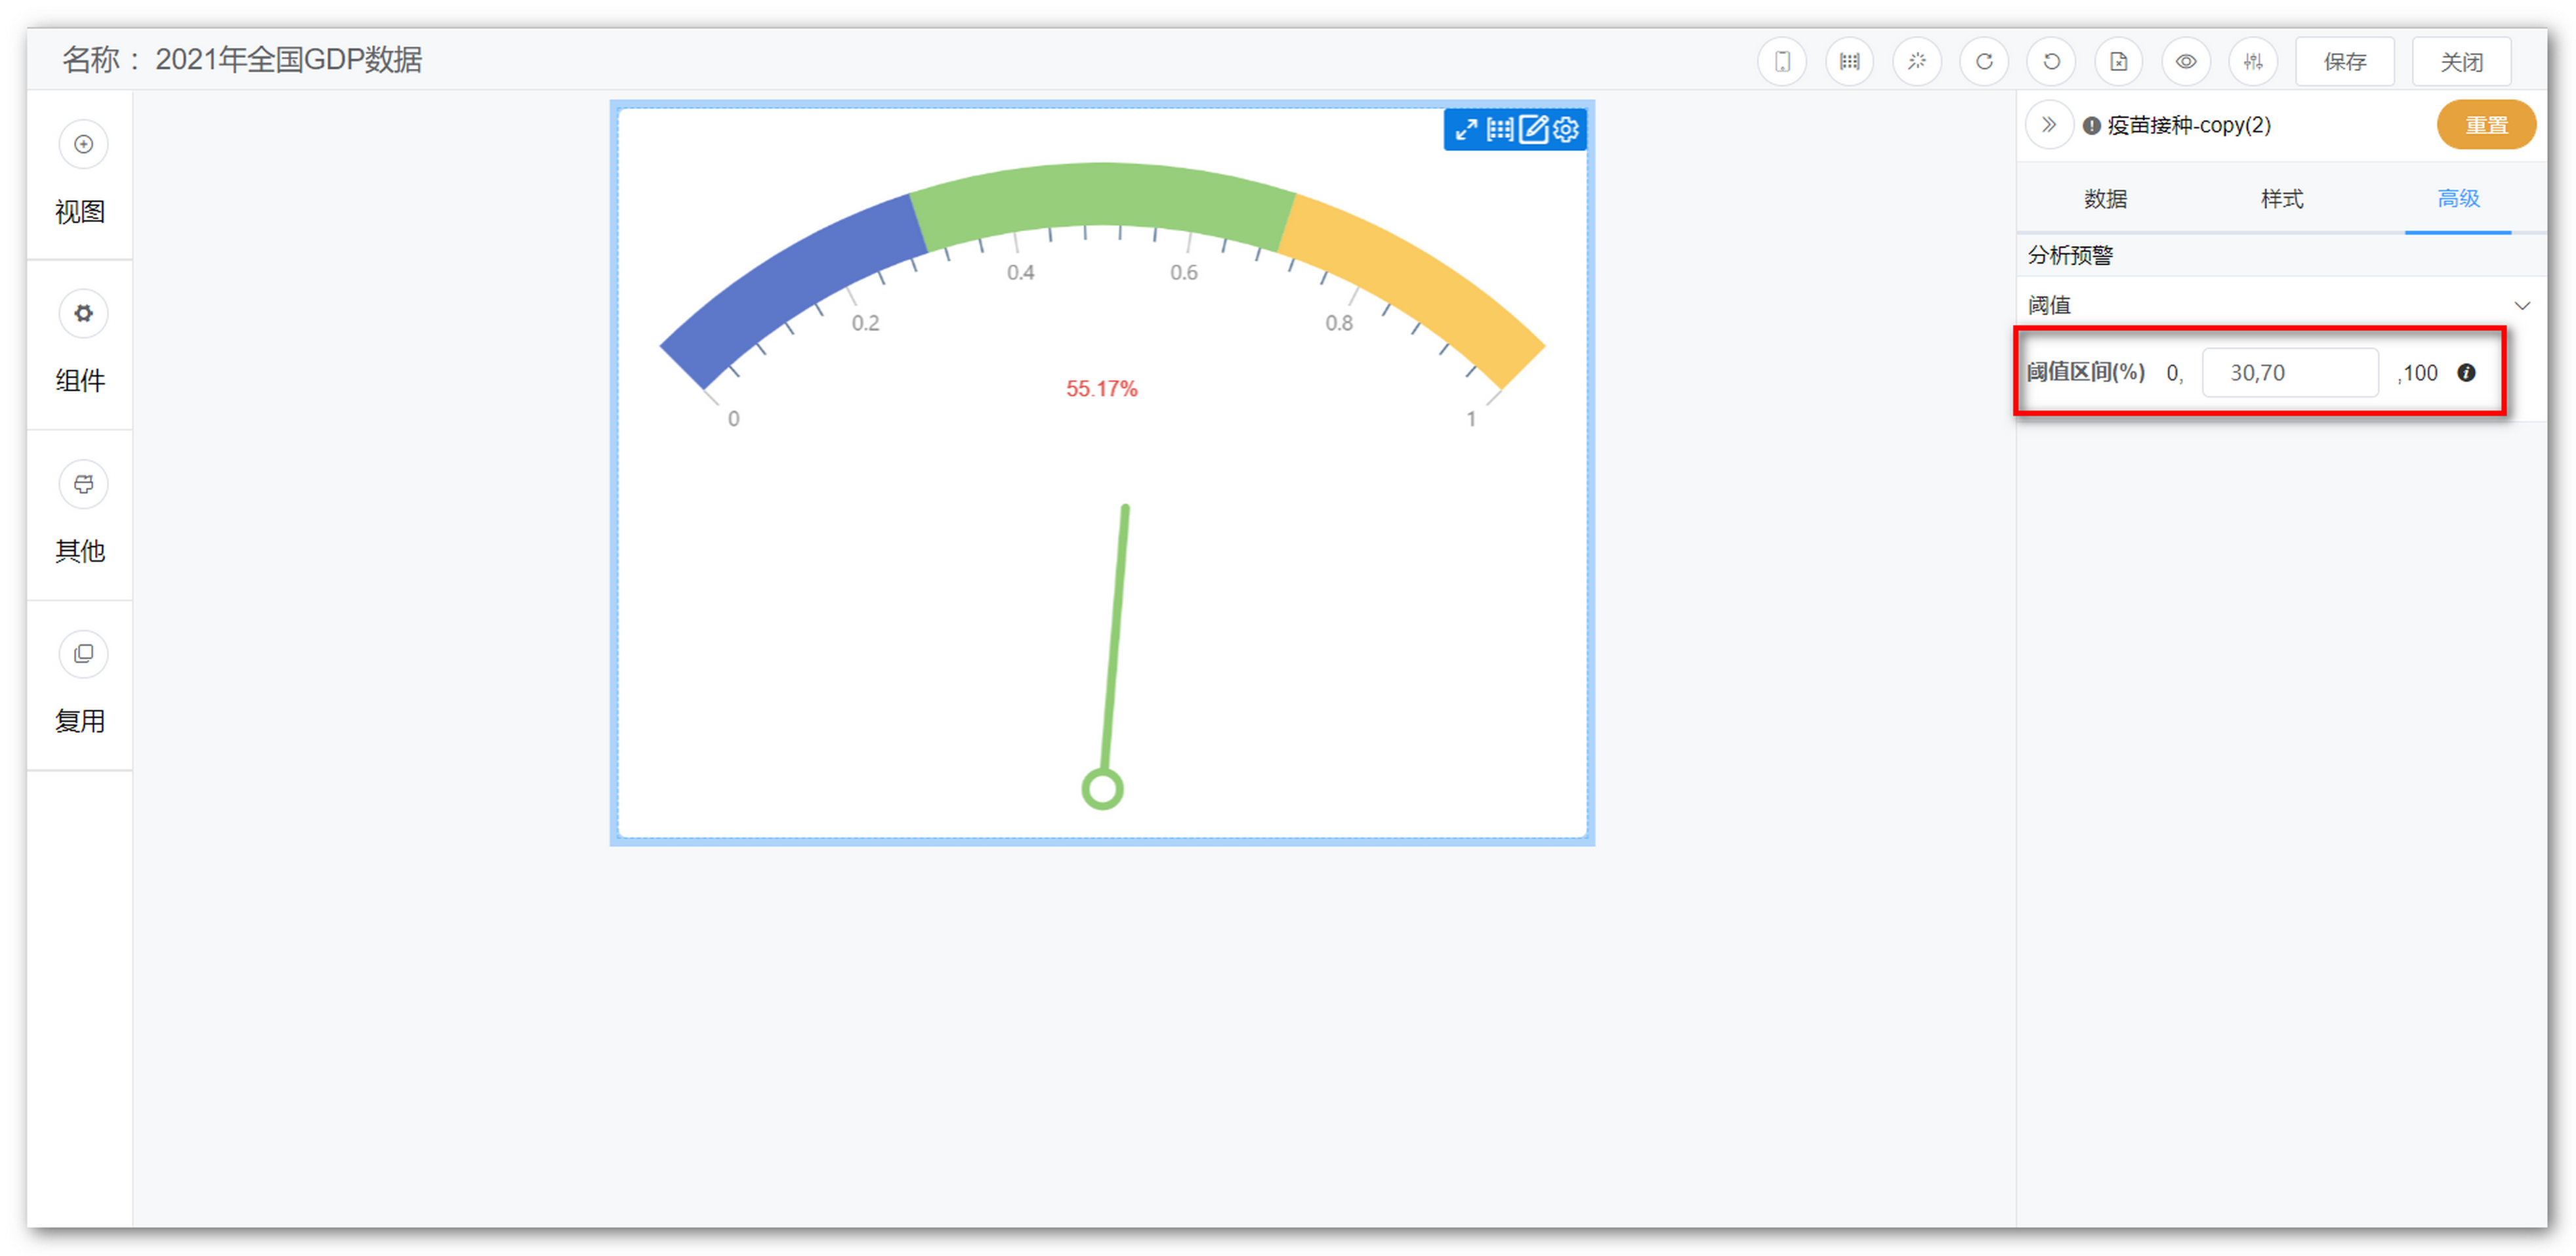 名称： 2021年全国GDP数据
保存 关闭
视图
组件
其他
复用
0 0.2 0.4 0.6 0.8 1
55.17%
疫苗接种-copy(2) 重置
数据 样式 高级
分析预警
阈值
阈值区间(%) 0, 30,70 ,100